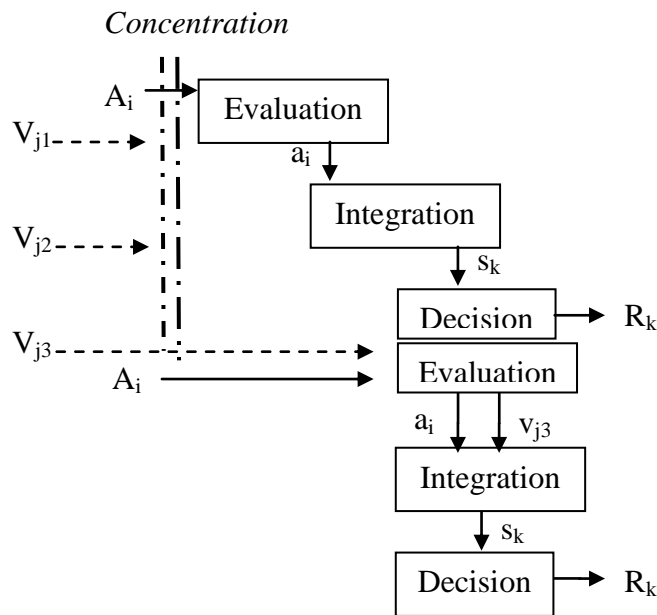 Concentration
A_i
Evaluation
V_j1
a_i
Integration
V_j2
s_k
Decision
R_k
V_j3
Evaluation
A_i
a_i
v_j3
Integration
s_k
Decision
R_k